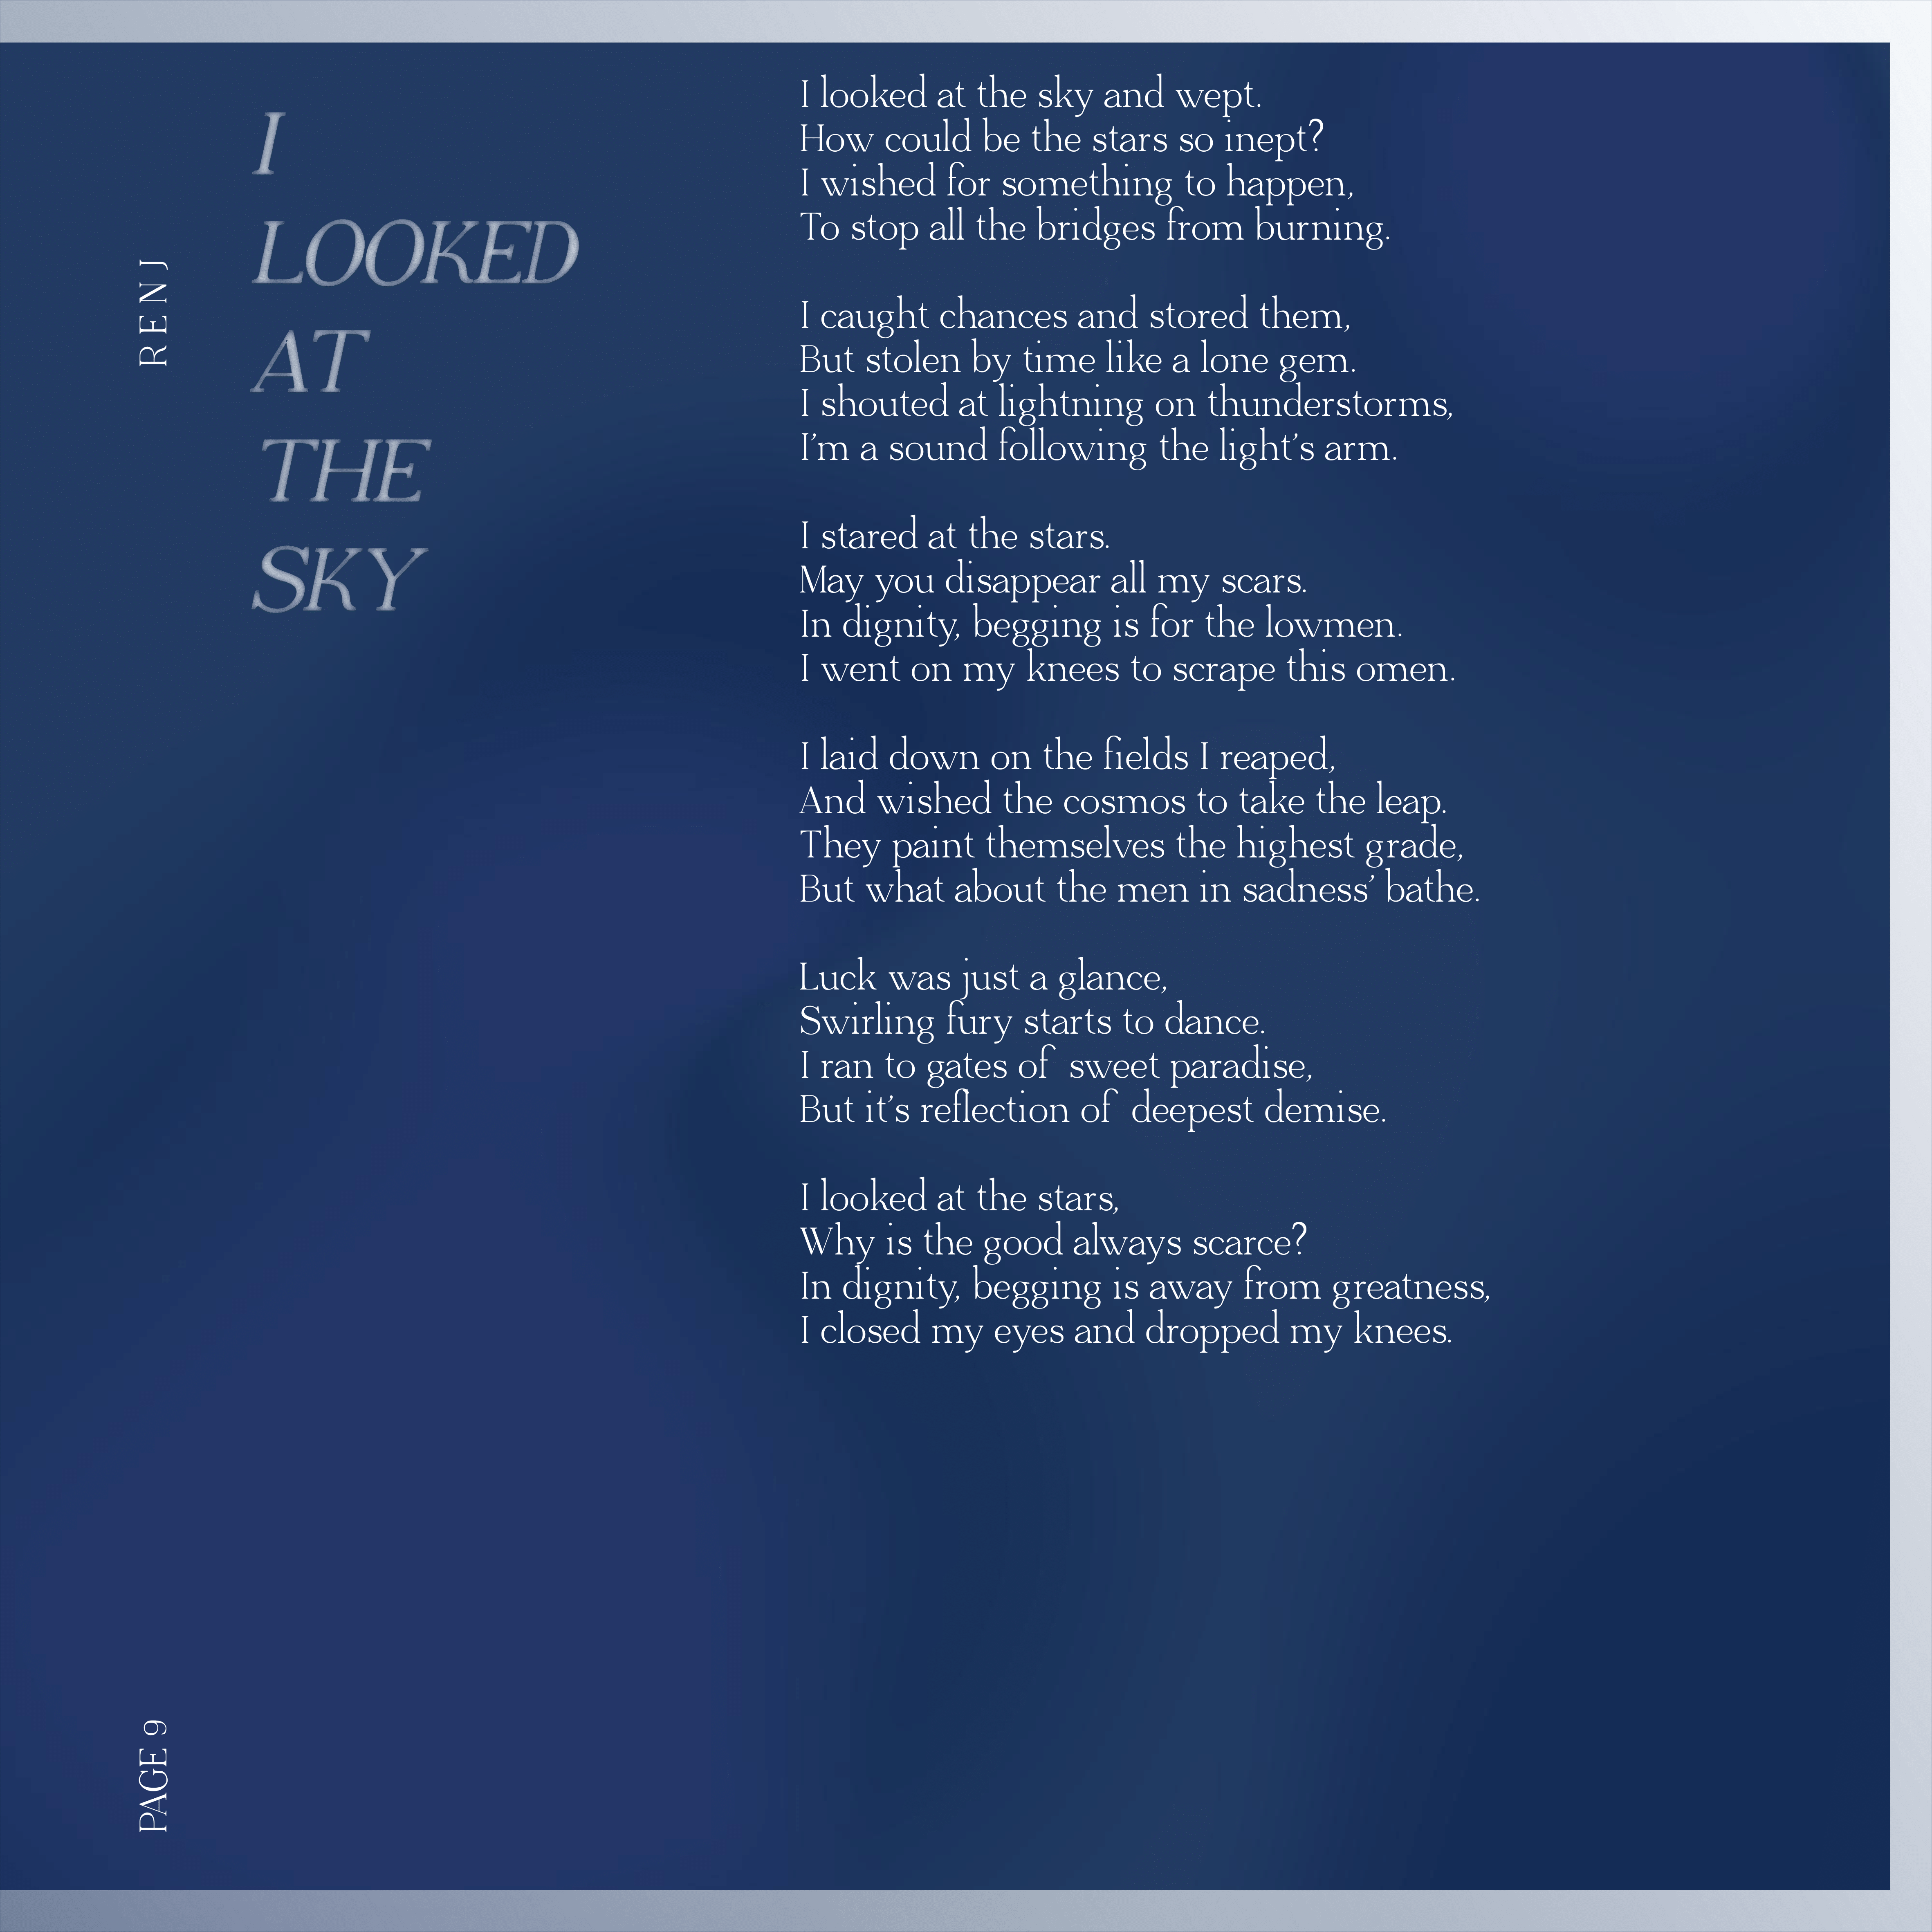 I
LOOKED
AT
THE
SKY
RENJ
I looked at the sky and wept.
How could be the stars so inept?
I wished for something to happen,
To stop all the bridges from burning.
I caught chances and stored them,
But stolen by time like a lone gem.
I shouted at lightning on thunderstorms,
I'm a sound following the light's arm.
I stared at the stars.
May you disappear all my scars.
In dignity, begging is for the lowmen.
I went on my knees to scrape this omen.
I laid down on the fields I reaped,
And wished the cosmos to take the leap.
They paint themselves the highest grade,
But what about the men in sadness' bathe.
Luck was just a glance,
Swirling fury starts to dance.
I ran to gates of sweet paradise,
But it's reflection of deepest demise.
I looked at the stars,
Why is the good always scarce?
In dignity, begging is away from greatness,
I closed my eyes and dropped my knees.
PAGE 9